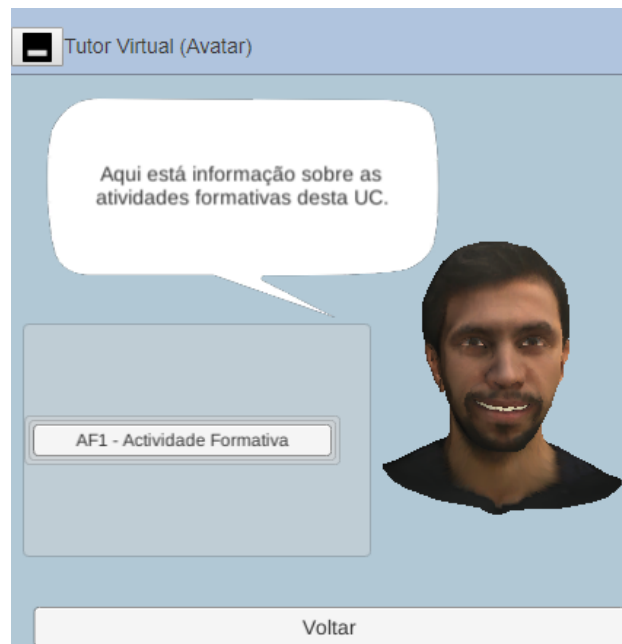 Tutor Virtual (Avatar)
Aqui está informação sobre as
atividades formativas desta UC.
AF1 - Actividade Formativa
Voltar